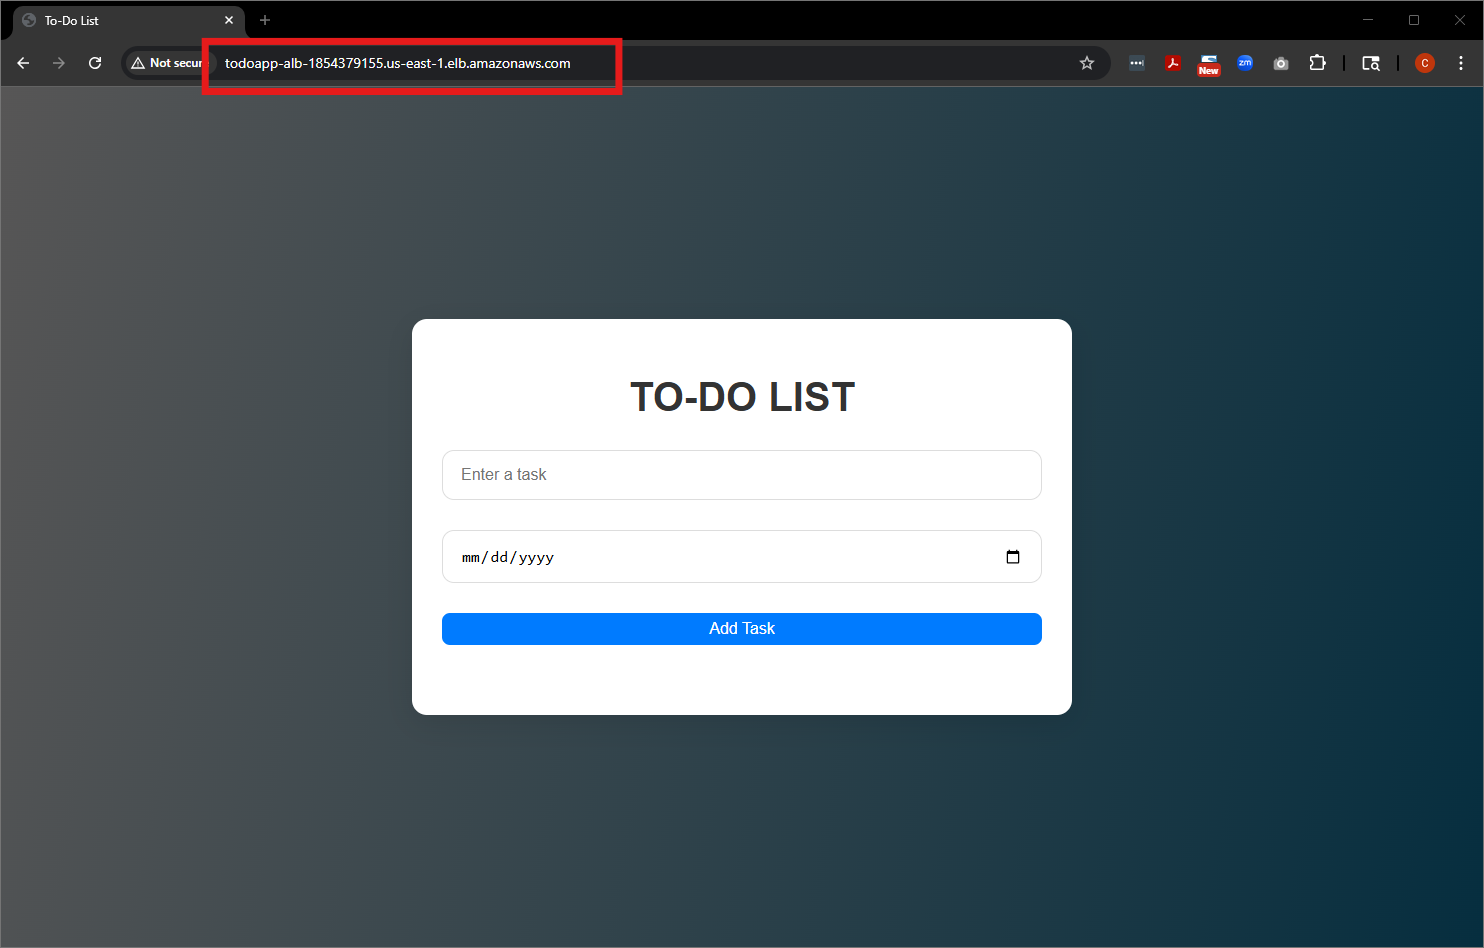 To-Do List
Not secure todoapp-alb-1854379155.us-east-1.elb.amazonaws.com
New
zm
C
TO-DO LIST
Enter a task
mm/dd/yyyy
Add Task